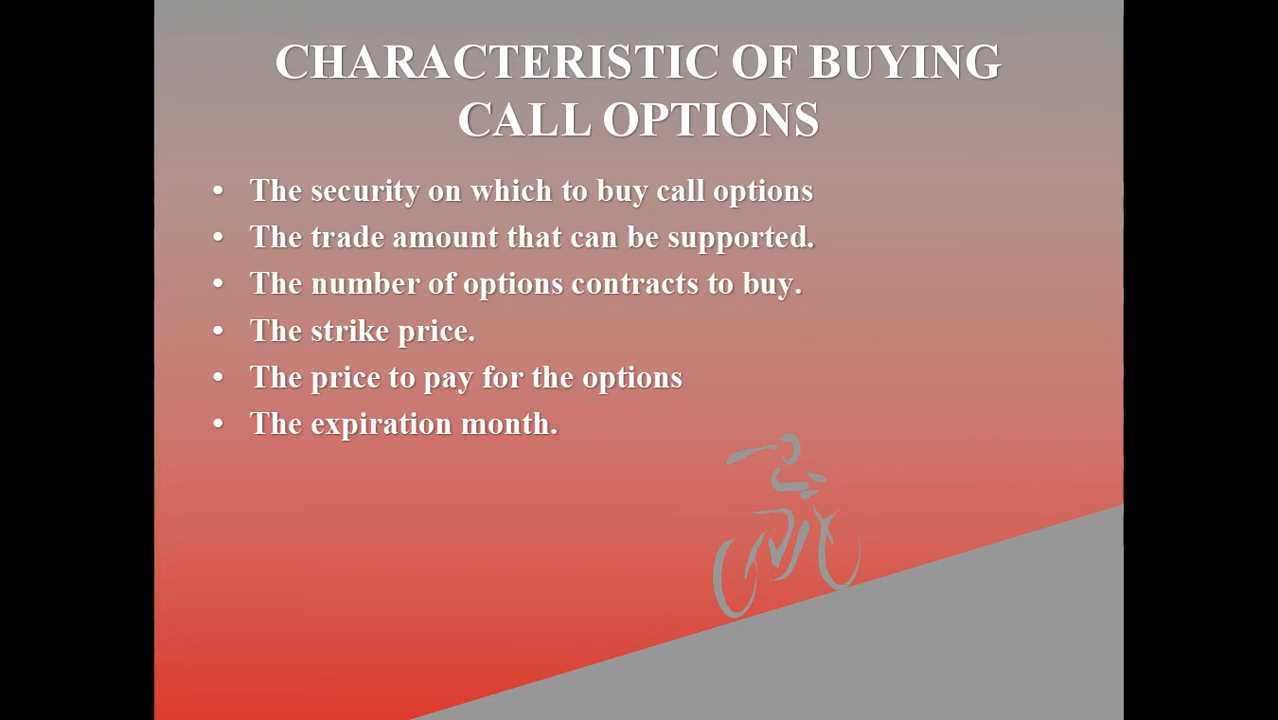 CHARACTERISTIC OF BUYING
CALL OPTIONS
• The security on which to buy call options
• The trade amount that can be supported.
• The number of options contracts to buy.
• The strike price.
• The price to pay for the options
• The expiration month.